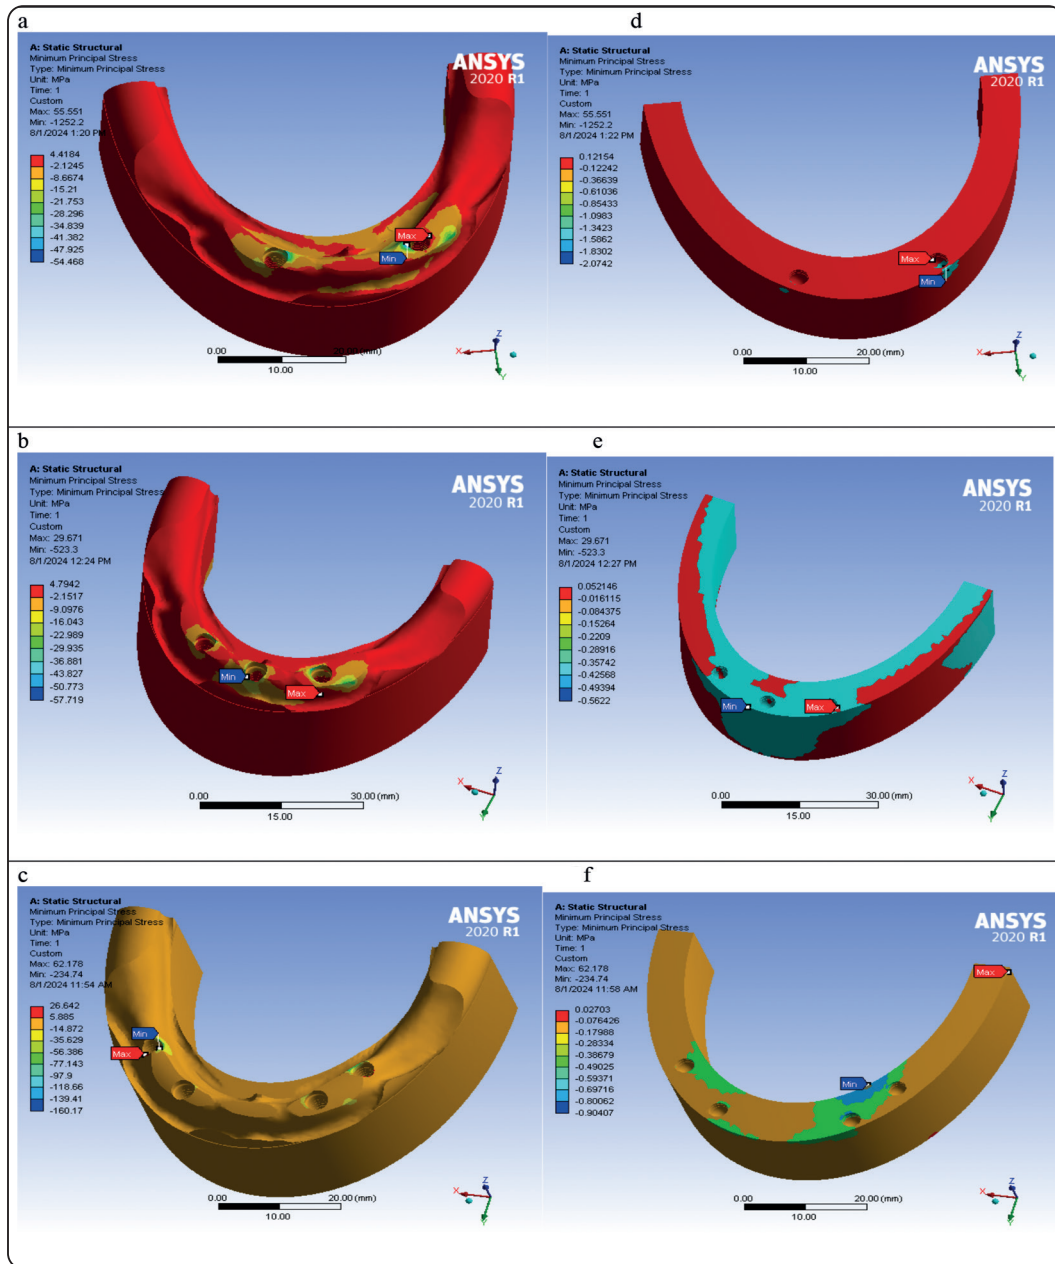 a
A: Static Structural
Minimum Principal Stress
Type: Minimum Principal Stress
Unit: MPa
Time: 1
Custom
Max: 55.551
Min: -1252.2
8/1/2024 1:20 PM
4.4184
-2.1245
-8.6674
-15.21
-21.753
-28.296
-34.839
-41.382
-47.925
-54.468
ANSYS
2020 R1
Max
Min
0.00 20.00 (mm)
10.00
X Y Z
d
A: Static Structural
Minimum Principal Stress
Type: Minimum Principal Stress
Unit: MPa
Time: 1
Custom
Max: 55.551
Min: -1252.2
8/1/2024 1:22 PM
0.12154
-0.12242
-0.36639
-0.61036
-0.85433
-1.0983
-1.3423
-1.5862
-1.8302
-2.0742
ANSYS
2020 R1
Max
Min
0.00 20.00 (mm)
10.00
X Y Z
b
A: Static Structural
Minimum Principal Stress
Type: Minimum Principal Stress
Unit: MPa
Time: 1
Custom
Max: 29.671
Min: -523.3
8/1/2024 12:24 PM
4.7942
-2.1517
-9.0976
-16.043
-22.989
-29.935
-36.881
-43.827
-50.773
-57.719
ANSYS
2020 R1
Min
Max
0.00 30.00 (mm)
15.00
X Y Z
e
A: Static Structural
Minimum Principal Stress
Type: Minimum Principal Stress
Unit: MPa
Time: 1
Custom
Max: 29.671
Min: -523.3
8/1/2024 12:27 PM
0.052146
-0.016115
-0.084375
-0.15264
-0.2209
-0.28916
-0.35742
-0.42568
-0.49394
-0.5622
ANSYS
2020 R1
Min
Max
0.00 30.00 (mm)
15.00
X Y Z
c
A: Static Structural
Minimum Principal Stress
Type: Minimum Principal Stress
Unit: MPa
Time: 1
Custom
Max: 62.178
Min: -234.74
8/1/2024 11:54 AM
26.642
5.885
-14.872
-35.629
-56.386
-77.143
-97.9
-118.66
-139.41
-160.17
ANSYS
2020 R1
Min
Max
0.00 20.00 (mm)
10.00
X Y Z
f
A: Static Structural
Minimum Principal Stress
Type: Minimum Principal Stress
Unit: MPa
Time: 1
Custom
Max: 62.178
Min: -234.74
8/1/2024 11:58 AM
0.02703
-0.076426
-0.17988
-0.28334
-0.38679
-0.49025
-0.59371
-0.69716
-0.80062
-0.90407
ANSYS
2020 R1
Max
Min
0.00 20.00 (mm)
10.00
X Y Z